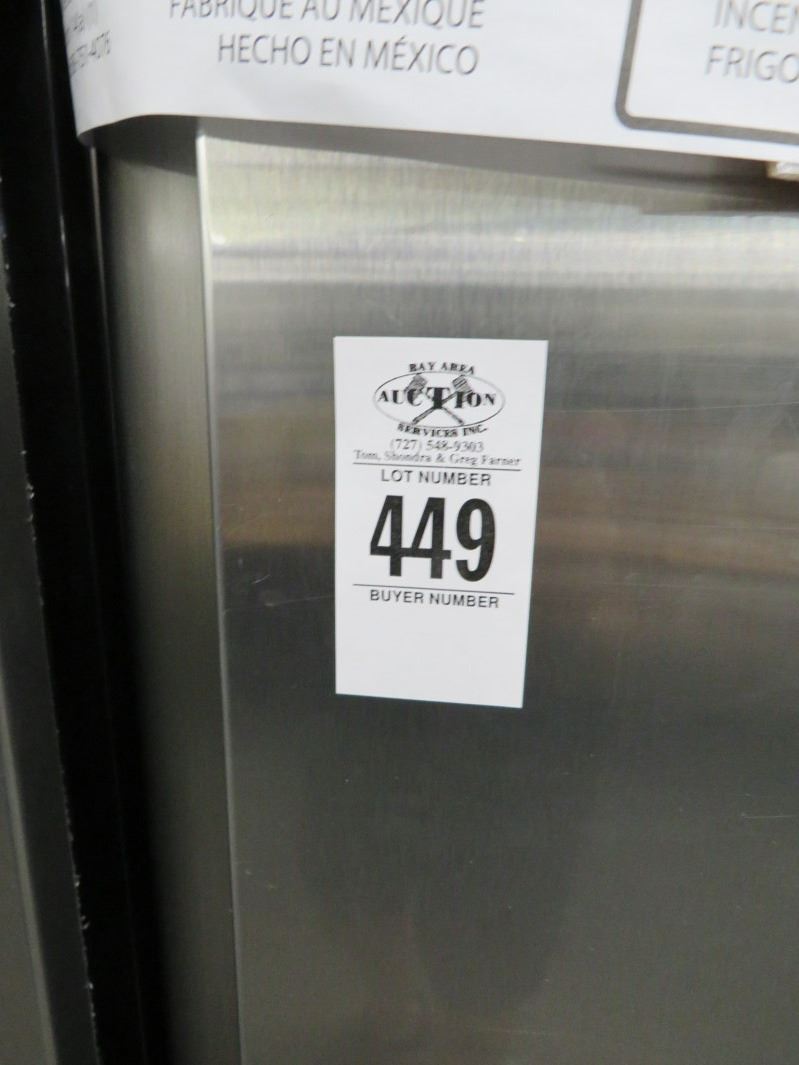 FABRIQUÉ AU MEXIQUE
HECHO EN MÉXICO
INCEN
FRIGO
BAY AREA
AUCTION
SERVICES INC.
(727) 548-9303
Tom, Shondra & Greg Farner
LOT NUMBER
449
BUYER NUMBER